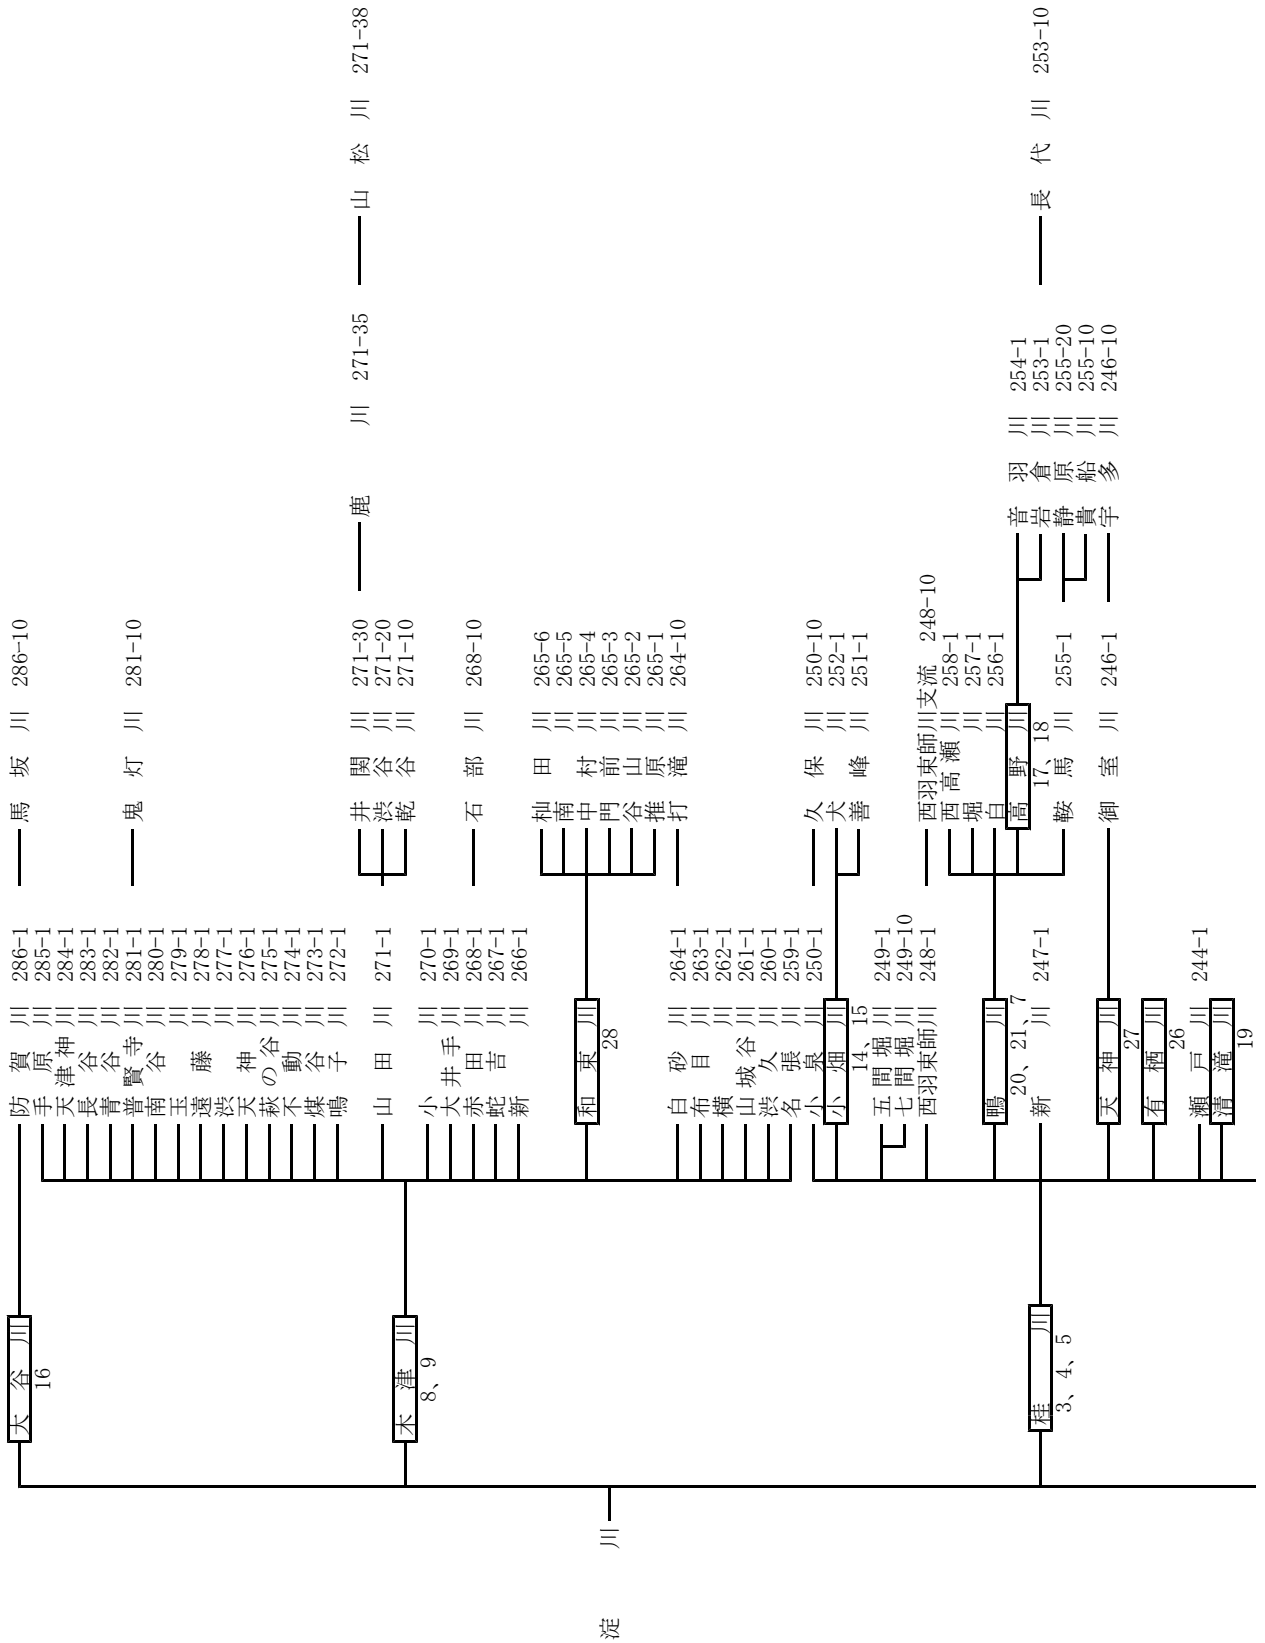 淀 川
大 谷 川
16
防 賀 川 286-1
馬 坂 川 286-10
木 津 川
8、9
手 原 川 285-1
天 津 神 川 284-1
長 谷 川 283-1
青 谷 川 282-1
普 賢 寺 川 281-1
鬼 灯 川 281-10
南 谷 川 280-1
玉 川 279-1
遠 藤 川 278-1
渋 川 277-1
天 神 川 276-1
萩 の 谷 川 275-1
不 動 川 274-1
煤 谷 川 273-1
鳴 子 川 272-1
山 田 川 271-1
井 関 川 271-30
鹿 川 271-35
山 松 川 271-38
渋 谷 川 271-20
乾 谷 川 271-10
小 川 270-1
大 井 手 川 269-1
赤 田 川 268-1
石 部 川 268-10
蛇 吉 川 267-1
新 川 266-1
和 束 川
28
杣 田 川 265-6
南 川 265-5
中 村 川 265-4
門 前 川 265-3
谷 山 川 265-2
推 原 川 265-1
白 砂 川 264-1
打 滝 川 264-10
布 目 川 263-1
横 川 262-1
山 城 谷 川 261-1
渋 久 川 260-1
名 張 川 259-1
桂 川
3、4、5
小 泉 川 250-1
久 保 川 250-10
小 畑 川
14、15
犬 川 252-1
善 峰 川 251-1
五 間 堀 川 249-1
七 間 堀 川 249-10
西羽束師川 248-1
西羽束師川支流 248-10
鴨 川
20、21、7
西 高 瀬 川 258-1
堀 川 257-1
白 川 256-1
高 野 川
17、18
音 羽 川 254-1
岩 倉 川 253-1
長 代 川 253-10
鞍 馬 川 255-1
静 原 川 255-20
貴 船 川 255-10
新 川 247-1
天 神 川
27
御 室 川 246-1
宇 多 川 246-10
有 栖 川
26
瀬 戸 川 244-1
清 滝 川
19